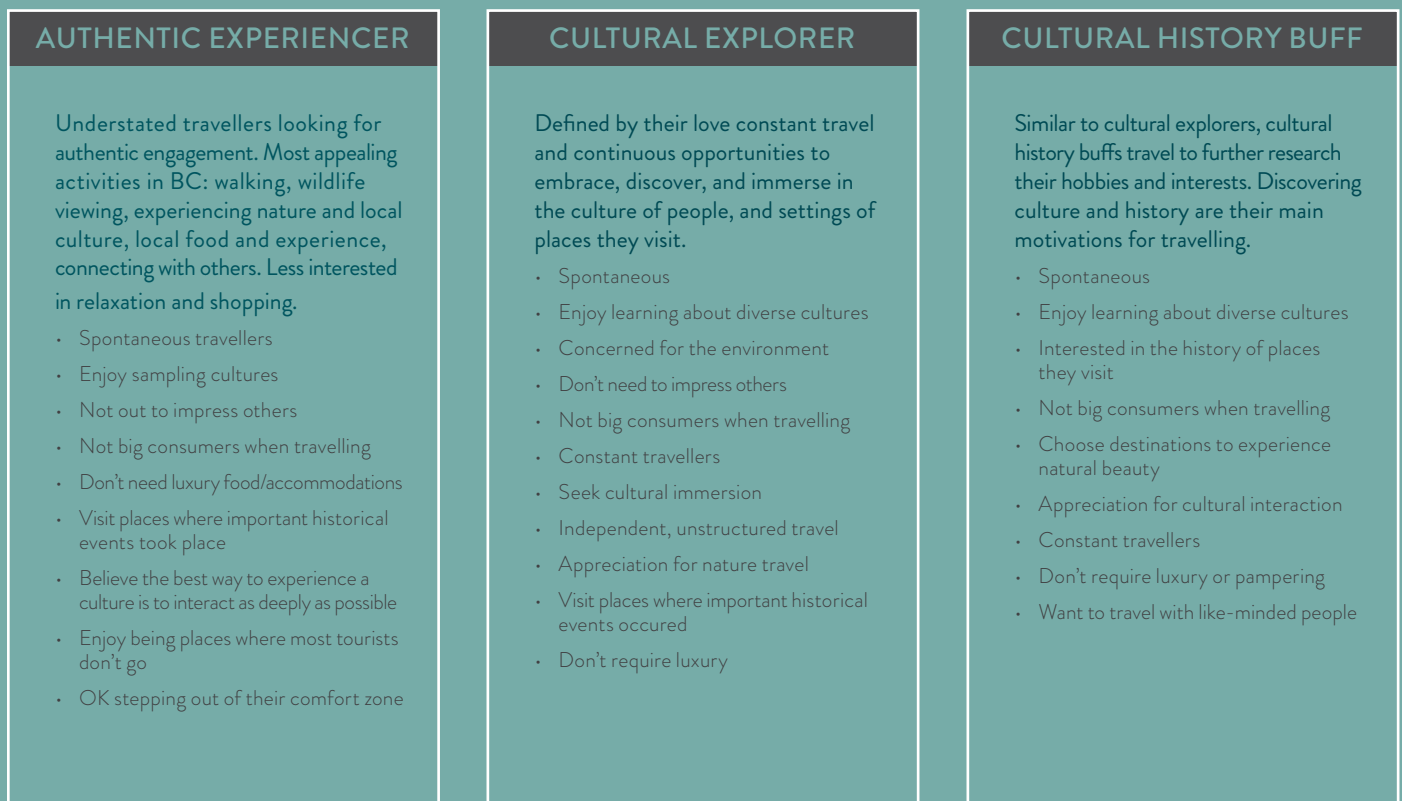 AUTHENTIC EXPERIENCER
Understated travellers looking for
authentic engagement. Most appealing
activities in BC: walking, wildlife
viewing, experiencing nature and local
culture, local food and experience,
connecting with others. Less interested
in relaxation and shopping.
• Spontaneous travellers
• Enjoy sampling cultures
• Not out to impress others
• Not big consumers when travelling
• Don't need luxury food/accommodations
• Visit places where important historical
events took place
• Believe the best way to experience a
culture is to interact as deeply as possible
• Enjoy being places where most tourists
don't go
• OK stepping out of their comfort zone
CULTURAL EXPLORER
Defined by their love constant travel
and continuous opportunities to
embrace, discover, and immerse in
the culture of people, and settings of
places they visit.
• Spontaneous
• Enjoy learning about diverse cultures
• Concerned for the environment
• Don't need to impress others
• Not big consumers when travelling
• Constant travellers
• Seek cultural immersion
• Independent, unstructured travel
• Appreciation for nature travel
• Visit places where important historical
events occured
• Don't require luxury
CULTURAL HISTORY BUFF
Similar to cultural explorers, cultural
history buffs travel to further research
their hobbies and interests. Discovering
culture and history are their main
motivations for travelling.
• Spontaneous
• Enjoy learning about diverse cultures
• Interested in the history of places
they visit
• Not big consumers when travelling
• Choose destinations to experience
natural beauty
• Appreciation for cultural interaction
• Constant travellers
• Don't require luxury or pampering
• Want to travel with like-minded people